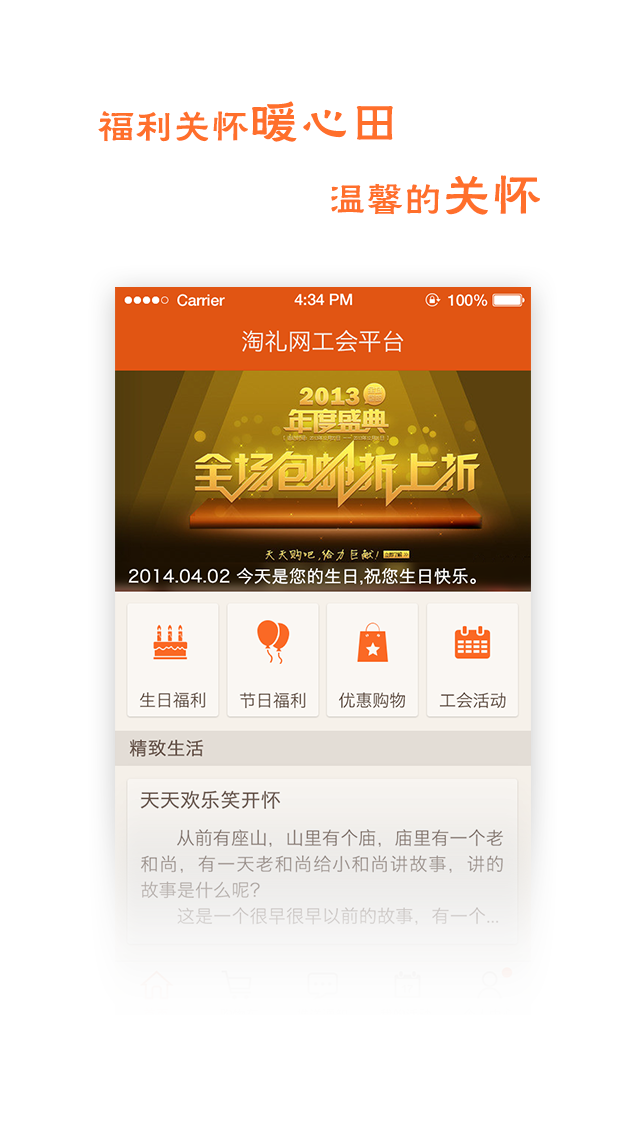 福利关怀暖心田
温馨的关怀
Carrier 4:34 PM 100%
淘礼网工会平台
2013
年度盛典
全场包邮折上折
天天购吧,给力巨献!
2014.04.02 今天是您的生日,祝您生日快乐。
生日福利 节日福利 优惠购物 工会活动
精致生活
天天欢乐笑开怀
从前有座山，山里有个庙，庙里有一个老
和尚，有一天老和尚给小和尚讲故事，讲的
故事是什么呢?
这是一个很早很早以前的故事，有一个...